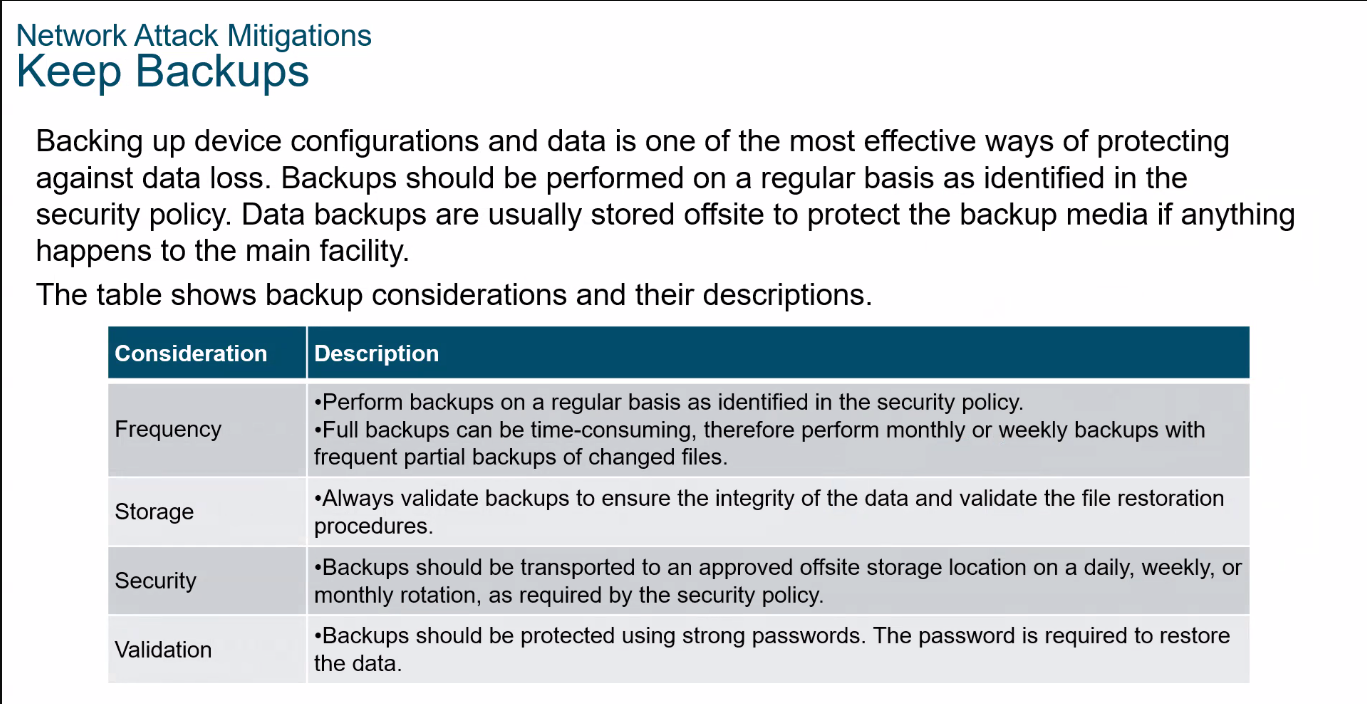 Network Attack Mitigations
Keep Backups
Backing up device configurations and data is one of the most effective ways of protecting
against data loss. Backups should be performed on a regular basis as identified in the
security policy. Data backups are usually stored offsite to protect the backup media if anything
happens to the main facility.
The table shows backup considerations and their descriptions.
Consideration Description
Frequency
•Perform backups on a regular basis as identified in the security policy.
•Full backups can be time-consuming, therefore perform monthly or weekly backups with
frequent partial backups of changed files.
Storage
•Always validate backups to ensure the integrity of the data and validate the file restoration
procedures.
Security
•Backups should be transported to an approved offsite storage location on a daily, weekly, or
monthly rotation, as required by the security policy.
Validation
•Backups should be protected using strong passwords. The password is required to restore
the data.